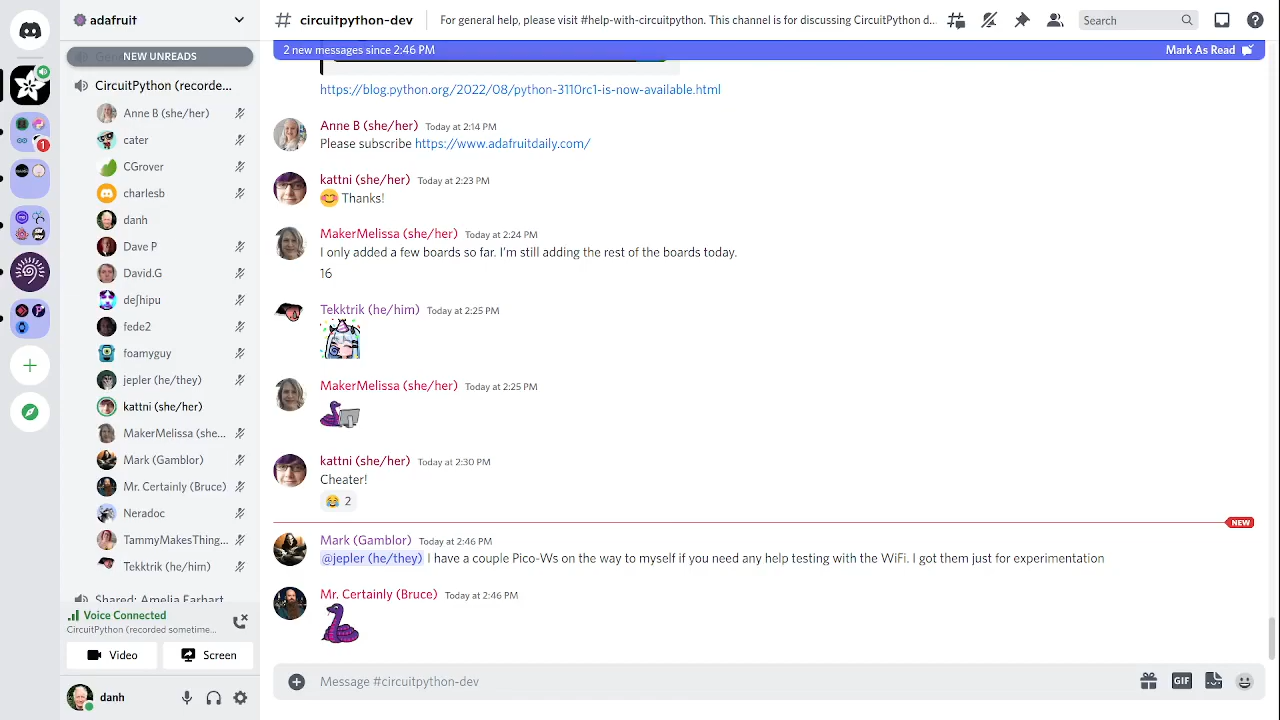 adafruit
# circuitpython-dev
For general help, please visit #help-with-circuitpython. This channel is for discussing CircuitPython d...
Search
NEW UNREADS
CircuitPython (recorde...
Anne B (she/her)
cater
CGrover
charlesb
danh
Dave P
David.G
deʃhipu
fede2
foamyguy
jepler (he/they)
kattni (she/her)
MakerMelissa (she...
Mark (Gamblor)
Mr. Certainly (Bruce)
Neradoc
TammyMakesThing...
Tekktrik (he/him)
Shared: Amelia Earhart
Voice Connected
CircuitPython (recorded sometime...
Video
Screen
danh
1
2 new messages since 2:46 PM
Mark As Read
https://blog.python.org/2022/08/python-3110rc1-is-now-available.html
Anne B (she/her) Today at 2:14 PM
Please subscribe https://www.adafruitdaily.com/
kattni (she/her) Today at 2:23 PM
😊 Thanks!
MakerMelissa (she/her) Today at 2:24 PM
I only added a few boards so far. I'm still adding the rest of the boards today.
16
Tekktrik (he/him) Today at 2:25 PM
MakerMelissa (she/her) Today at 2:25 PM
kattni (she/her) Today at 2:30 PM
Cheater!
😂 2
NEW
Mark (Gamblor) Today at 2:46 PM
@jepler (he/they) I have a couple Pico-Ws on the way to myself if you need any help testing with the WiFi. I got them just for experimentation
Mr. Certainly (Bruce) Today at 2:46 PM
Message #circuitpython-dev
GIF